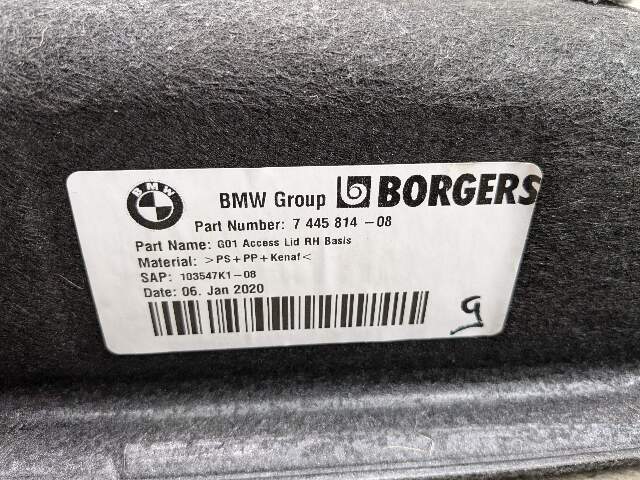 BMW
BMW Group BORGERS
Part Number: 7 445 814 -08
Part Name: G01 Access Lid RH Basis
Material: >PS+PP+Kenaf<
SAP: 103547K1-08
Date: 06. Jan 2020